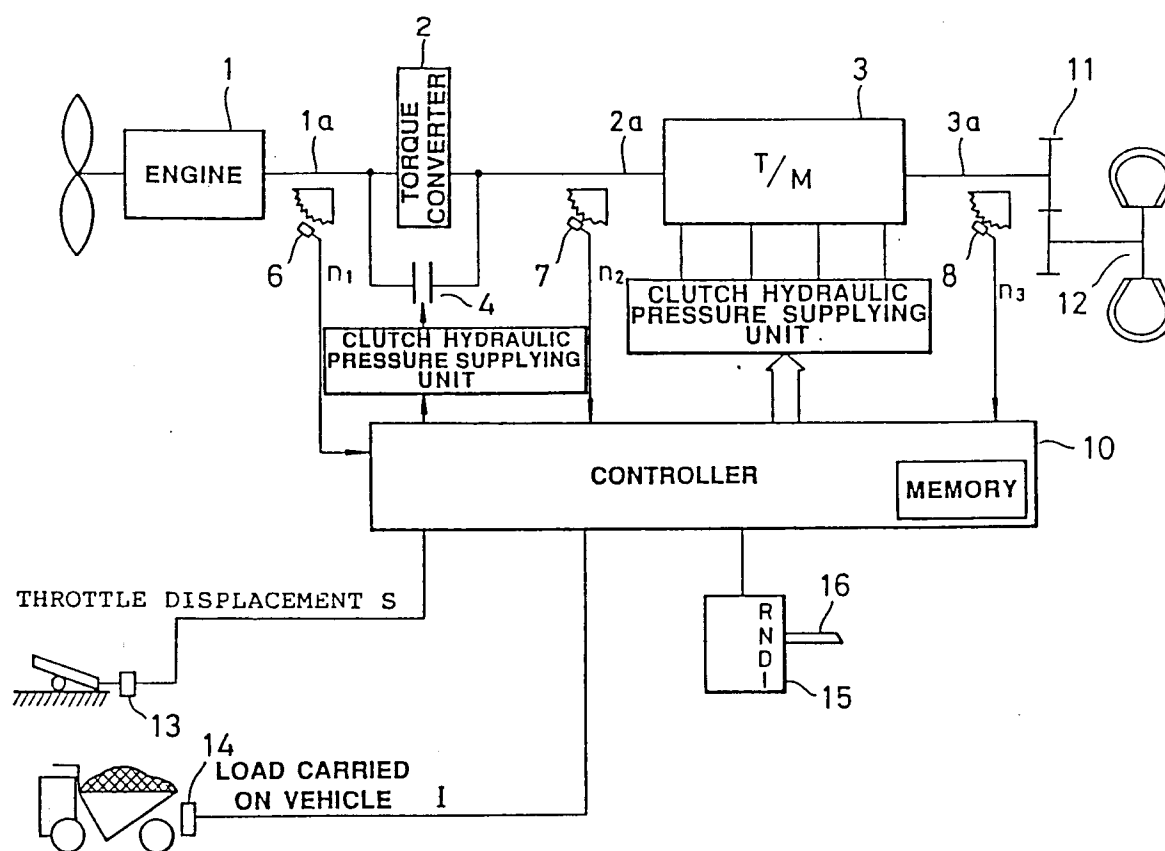 2
1
3
11
1a
2a
3a
ENGINE
TORQUE
CONVERTER
T/M
6
n1
7
n2
8
n3
4
12
CLUTCH HYDRAULIC
PRESSURE SUPPLYING
UNIT
CLUTCH HYDRAULIC
PRESSURE SUPPLYING
UNIT
10
CONTROLLER
MEMORY
THROTTLE DISPLACEMENT S
13
R
N
D
I
16
15
14
LOAD CARRIED
ON VEHICLE I